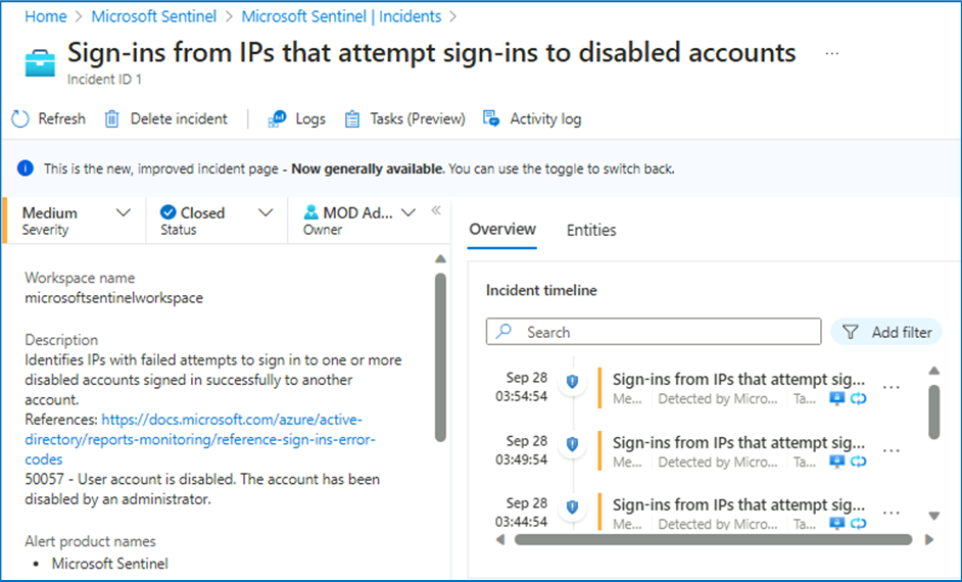 Home > Microsoft Sentinel > Microsoft Sentinel | Incidents >
Sign-ins from IPs that attempt sign-ins to disabled accounts ...
Incident ID 1
Refresh Delete incident | Logs Tasks (Preview) Activity log
This is the new, improved incident page - Now generally available. You can use the toggle to switch back.
Medium
Severity
Closed
Status
MOD Ad...
Owner
«
Workspace name
microsoftsentinelworkspace
Description
Identifies IPs with failed attempts to sign in to one or more
disabled accounts signed in successfully to another
account.
References: https://docs.microsoft.com/azure/active-
directory/reports-monitoring/reference-sign-ins-error-
codes
50057 - User account is disabled. The account has been
disabled by an administrator.
Alert product names
• Microsoft Sentinel
Overview Entities
Incident timeline
Search
Add filter
Sep 28
03:54:54
Sign-ins from IPs that attempt sig... ...
Me... | Detected by Micro... | Ta...
Sep 28
03:49:54
Sign-ins from IPs that attempt sig... ...
Me... | Detected by Micro... | Ta...
Sep 28
03:44:54
Sign-ins from IPs that attempt sig... ...
Me... | Detected by Micro... | Ta...